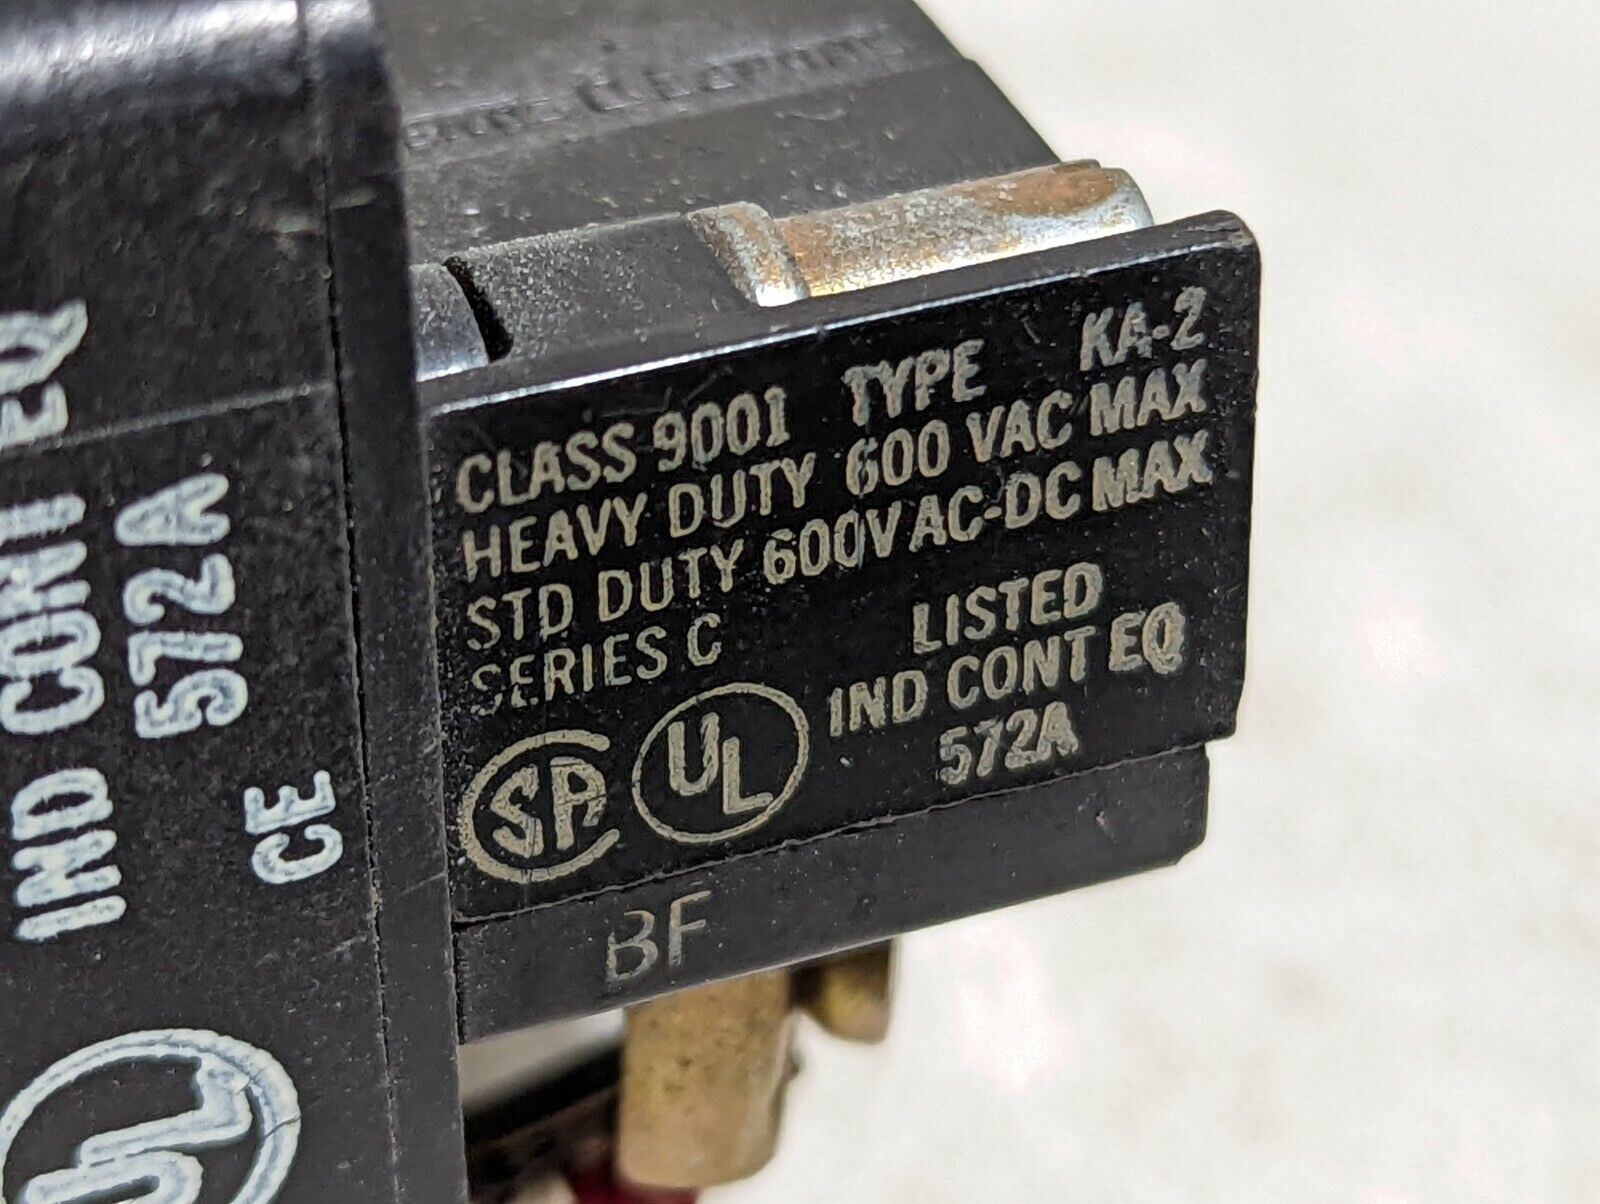 CLASS 9001 TYPE KA-2
HEAVY DUTY 600 VAC MAX
STD DUTY 600V AC-DC MAX
SERIES C
LISTED
IND CONT EQ
572A
SP
UL
BF
IND CONT EQ
572A
CE
UL